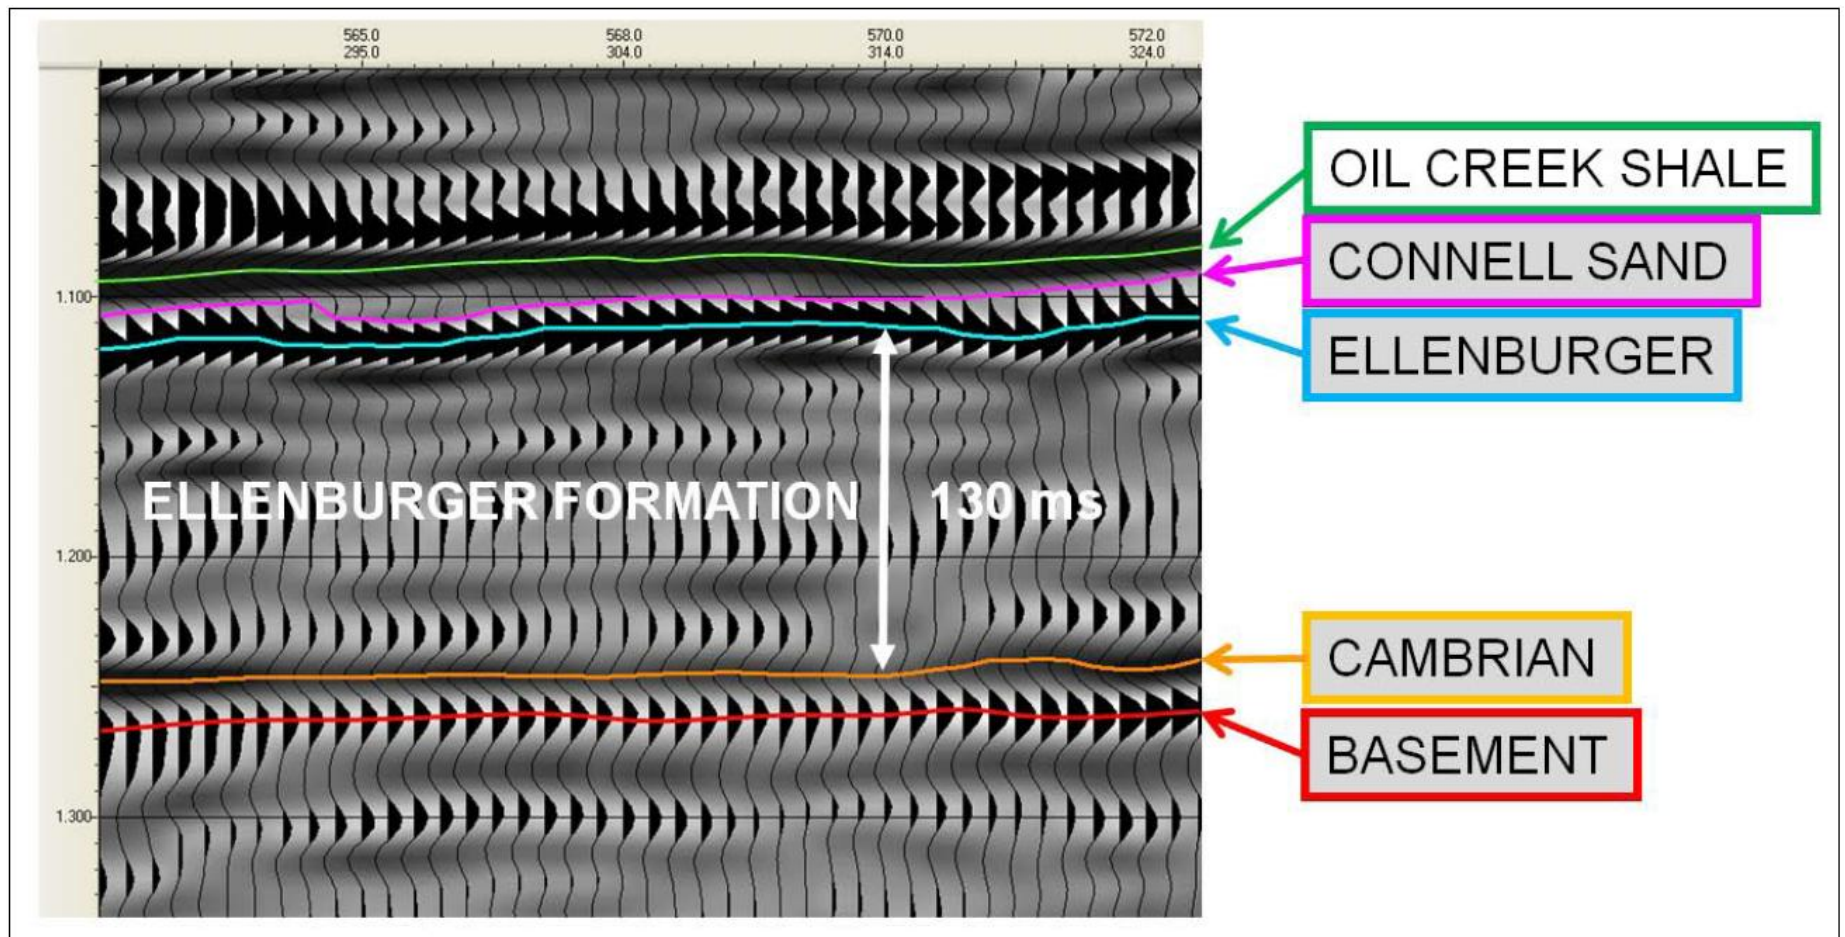 565.0 568.0 570.0 572.0
295.0 304.0 314.0 324.0
OIL CREEK SHALE
CONNELL SAND
1.100
ELLENBURGER
ELLENBURGER FORMATION 130 ms
1.200
CAMBRIAN
BASEMENT
1.300